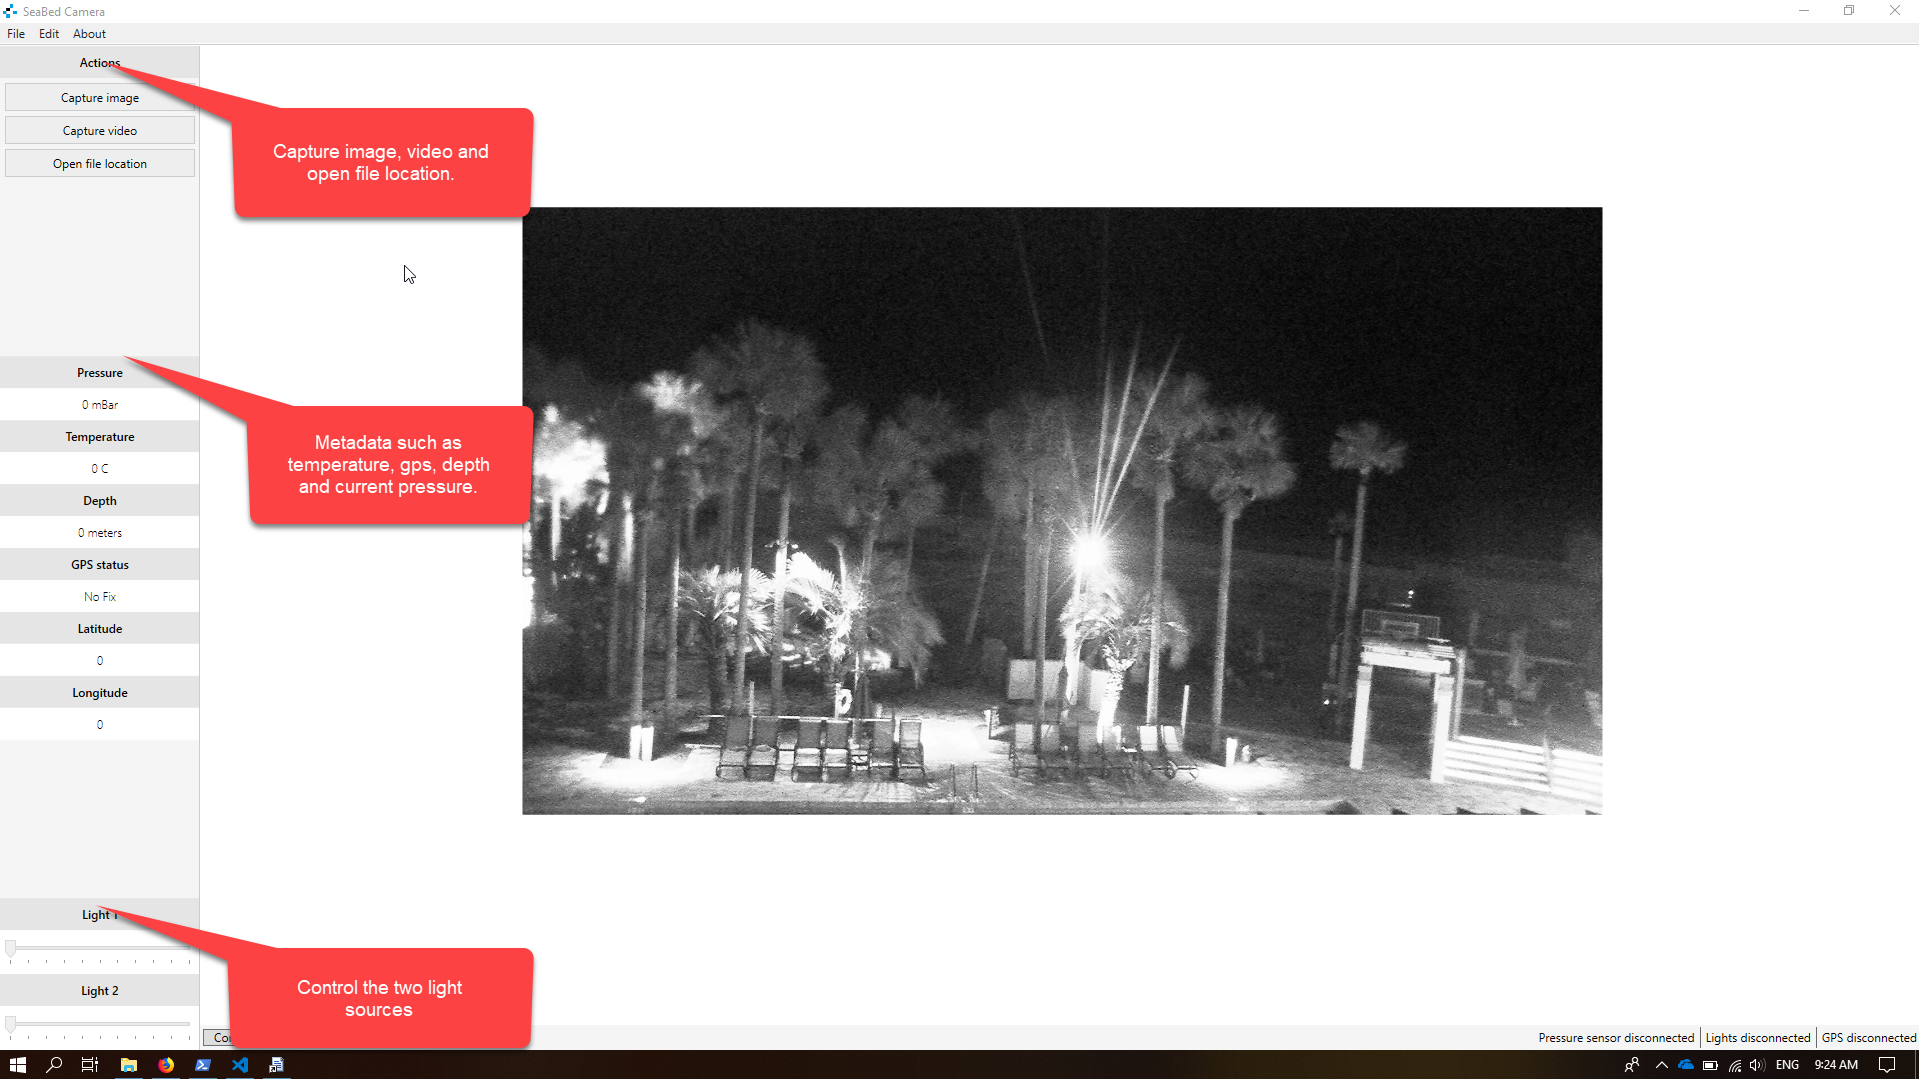 SeaBed Camera
File Edit About
Actions
Capture image
Capture video
Open file location
Capture image, video and
open file location.
Pressure
0 mBar
Temperature
0 C
Depth
0 meters
GPS status
No Fix
Latitude
0
Longitude
0
Metadata such as
temperature, gps, depth
and current pressure.
Light 1
Light 2
Control the two light
sources
Pressure sensor disconnected Lights disconnected GPS disconnected
ENG 9:24 AM